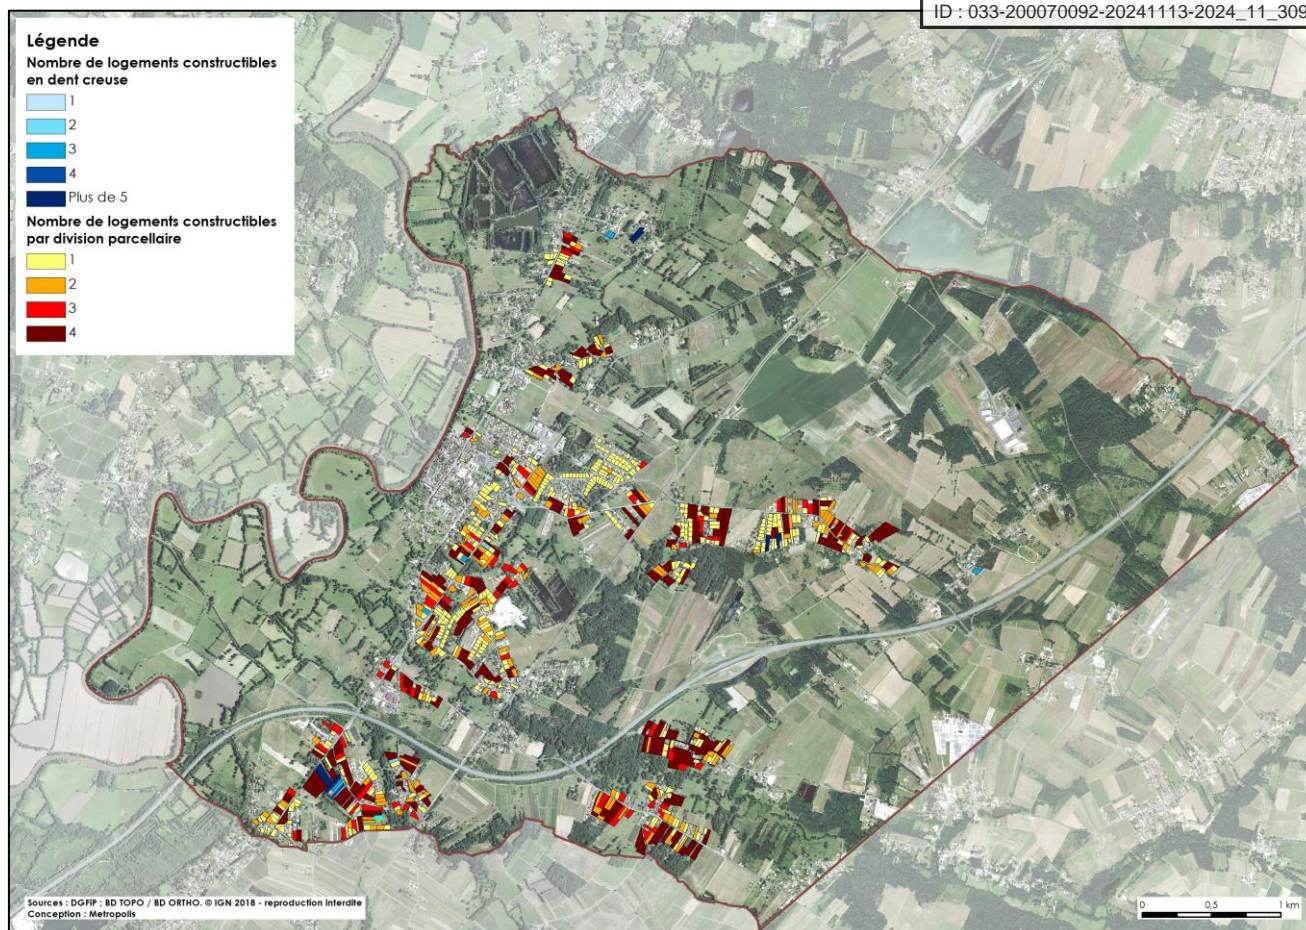 ID : 033-200070092-20241113-2024_11_309
Légende
Nombre de logements constructibles
en dent creuse
1
2
3
4
Plus de 5
Nombre de logements constructibles
par division parcellaire
1
2
3
4
Sources : DGFiP ; BD TOPO / BD ORTHO. © IGN 2018 - reproduction interdite
Conception : Metropolis
0 0,5 1 km